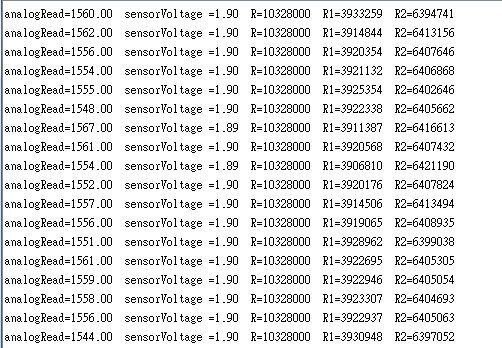 analogRead=1560.00 sensorVoltage =1.90 R=10328000 R1=3933259 R2=6394741
analogRead=1562.00 sensorVoltage =1.90 R=10328000 R1=3914844 R2=6413156
analogRead=1556.00 sensorVoltage =1.90 R=10328000 R1=3920354 R2=6407646
analogRead=1554.00 sensorVoltage =1.90 R=10328000 R1=3921132 R2=6406868
analogRead=1555.00 sensorVoltage =1.90 R=10328000 R1=3925354 R2=6402646
analogRead=1548.00 sensorVoltage =1.90 R=10328000 R1=3922338 R2=6405662
analogRead=1567.00 sensorVoltage =1.89 R=10328000 R1=3911387 R2=6416613
analogRead=1561.00 sensorVoltage =1.90 R=10328000 R1=3920568 R2=6407432
analogRead=1554.00 sensorVoltage =1.89 R=10328000 R1=3906810 R2=6421190
analogRead=1552.00 sensorVoltage =1.90 R=10328000 R1=3920176 R2=6407824
analogRead=1557.00 sensorVoltage =1.90 R=10328000 R1=3914506 R2=6413494
analogRead=1556.00 sensorVoltage =1.90 R=10328000 R1=3919065 R2=6408935
analogRead=1551.00 sensorVoltage =1.90 R=10328000 R1=3928962 R2=6399038
analogRead=1561.00 sensorVoltage =1.90 R=10328000 R1=3922695 R2=6405305
analogRead=1559.00 sensorVoltage =1.90 R=10328000 R1=3922946 R2=6405054
analogRead=1558.00 sensorVoltage =1.90 R=10328000 R1=3923307 R2=6404693
analogRead=1556.00 sensorVoltage =1.90 R=10328000 R1=3922937 R2=6405063
analogRead=1544.00 sensorVoltage =1.90 R=10328000 R1=3930948 R2=6397052